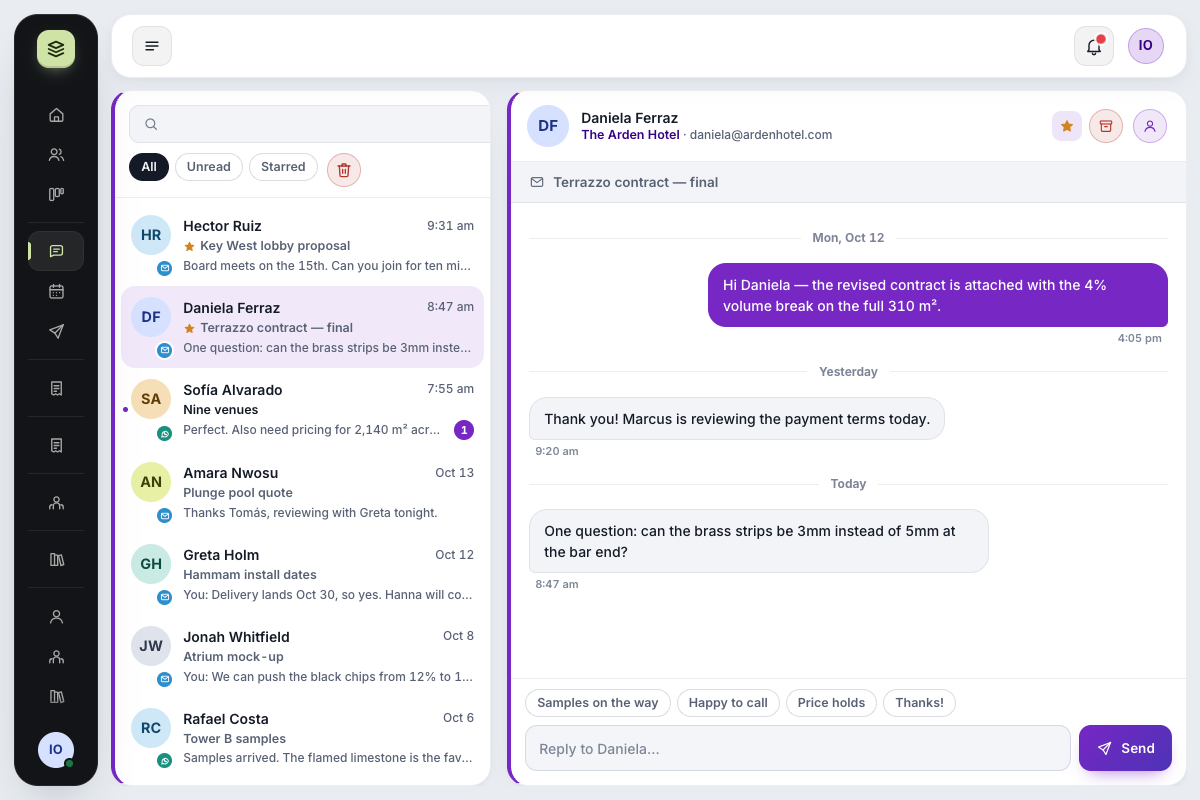 IO
All
Unread
Starred
HR
Hector Ruiz
9:31 am
Key West lobby proposal
Board meets on the 15th. Can you join for ten mi...
DF
Daniela Ferraz
8:47 am
Terrazzo contract — final
One question: can the brass strips be 3mm inste...
SA
Sofía Alvarado
7:55 am
Nine venues
Perfect. Also need pricing for 2,140 m² acr...
1
AN
Amara Nwosu
Oct 13
Plunge pool quote
Thanks Tomás, reviewing with Greta tonight.
GH
Greta Holm
Oct 12
Hammam install dates
You: Delivery lands Oct 30, so yes. Hanna will co...
JW
Jonah Whitfield
Oct 8
Atrium mock-up
You: We can push the black chips from 12% to 1...
RC
Rafael Costa
Oct 6
Tower B samples
Samples arrived. The flamed limestone is the fav...
DF
Daniela Ferraz
The Arden Hotel · daniela@ardenhotel.com
Terrazzo contract — final
Mon, Oct 12
Hi Daniela — the revised contract is attached with the 4%
volume break on the full 310 m².
4:05 pm
Yesterday
Thank you! Marcus is reviewing the payment terms today.
9:20 am
Today
One question: can the brass strips be 3mm instead of 5mm at
the bar end?
8:47 am
Samples on the way
Happy to call
Price holds
Thanks!
Reply to Daniela...
Send
IO